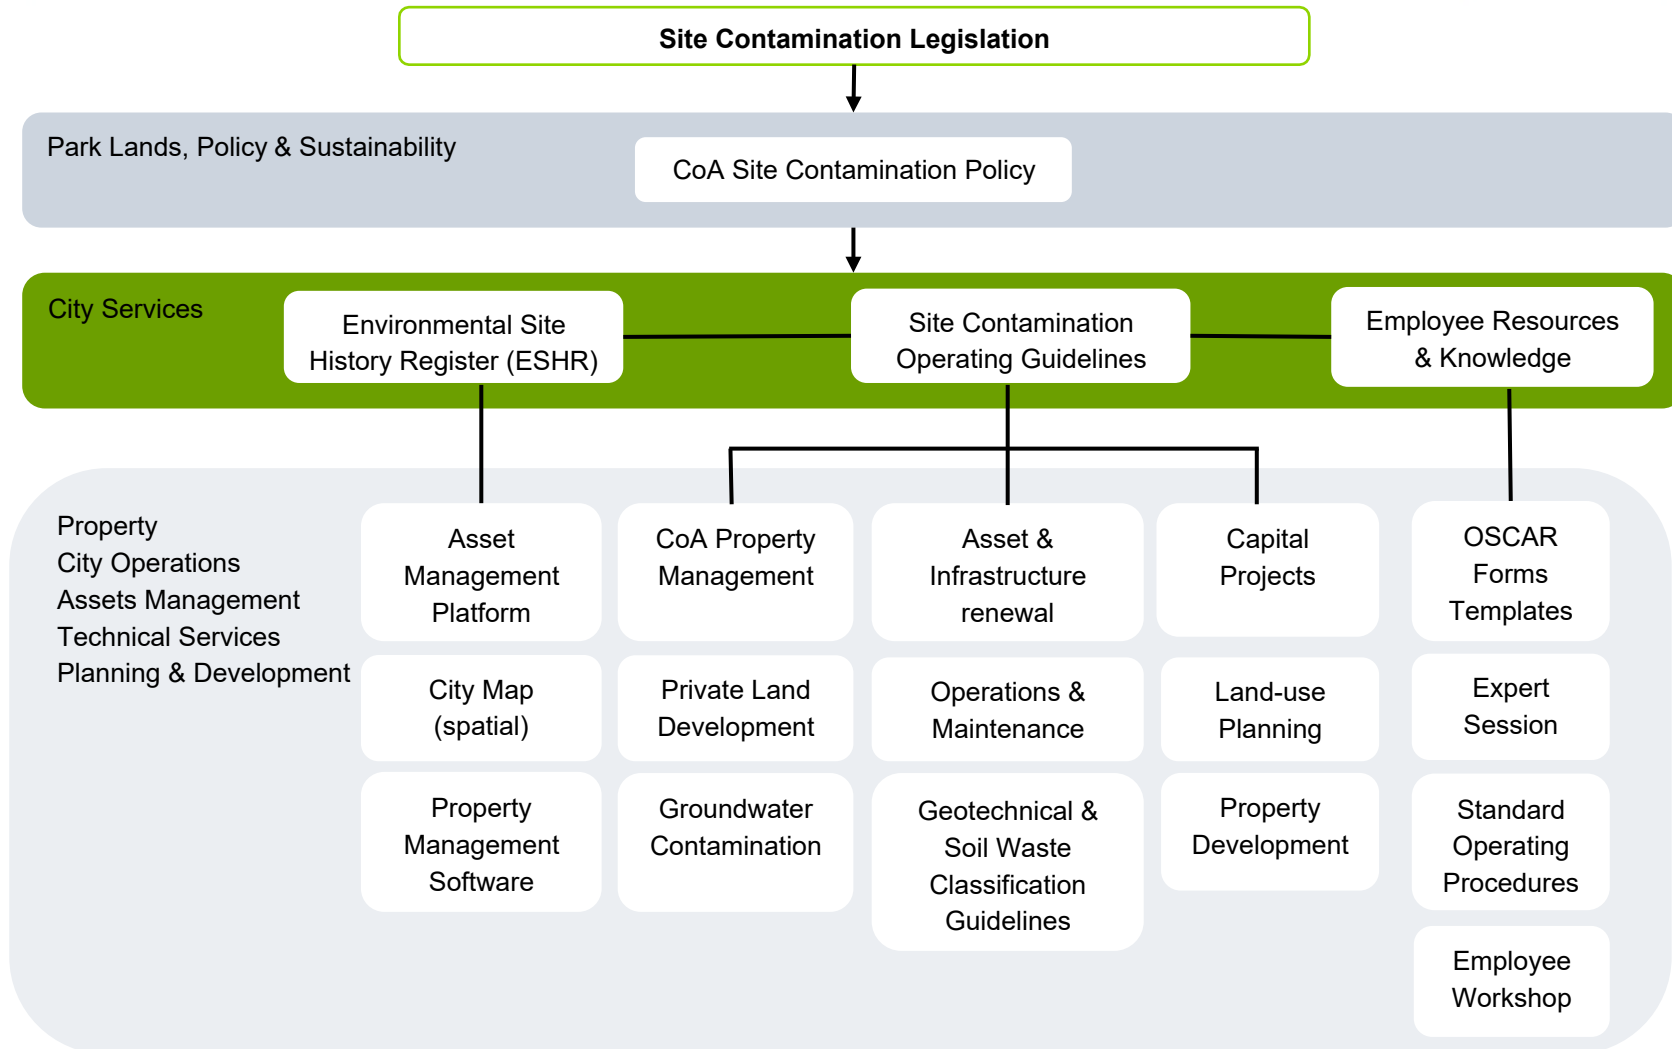 Site Contamination Legislation
Park Lands, Policy & Sustainability
CoA Site Contamination Policy
City Services
Environmental Site
History Register (ESHR)
Site Contamination
Operating Guidelines
Employee Resources
& Knowledge
Property
City Operations
Assets Management
Technical Services
Planning & Development
Asset
Management
Platform
City Map
(spatial)
Property
Management
Software
CoA Property
Management
Private Land
Development
Groundwater
Contamination
Asset &
Infrastructure
renewal
Operations &
Maintenance
Geotechnical &
Soil Waste
Classification
Guidelines
Capital
Projects
Land-use
Planning
Property
Development
OSCAR
Forms
Templates
Expert
Session
Standard
Operating
Procedures
Employee
Workshop